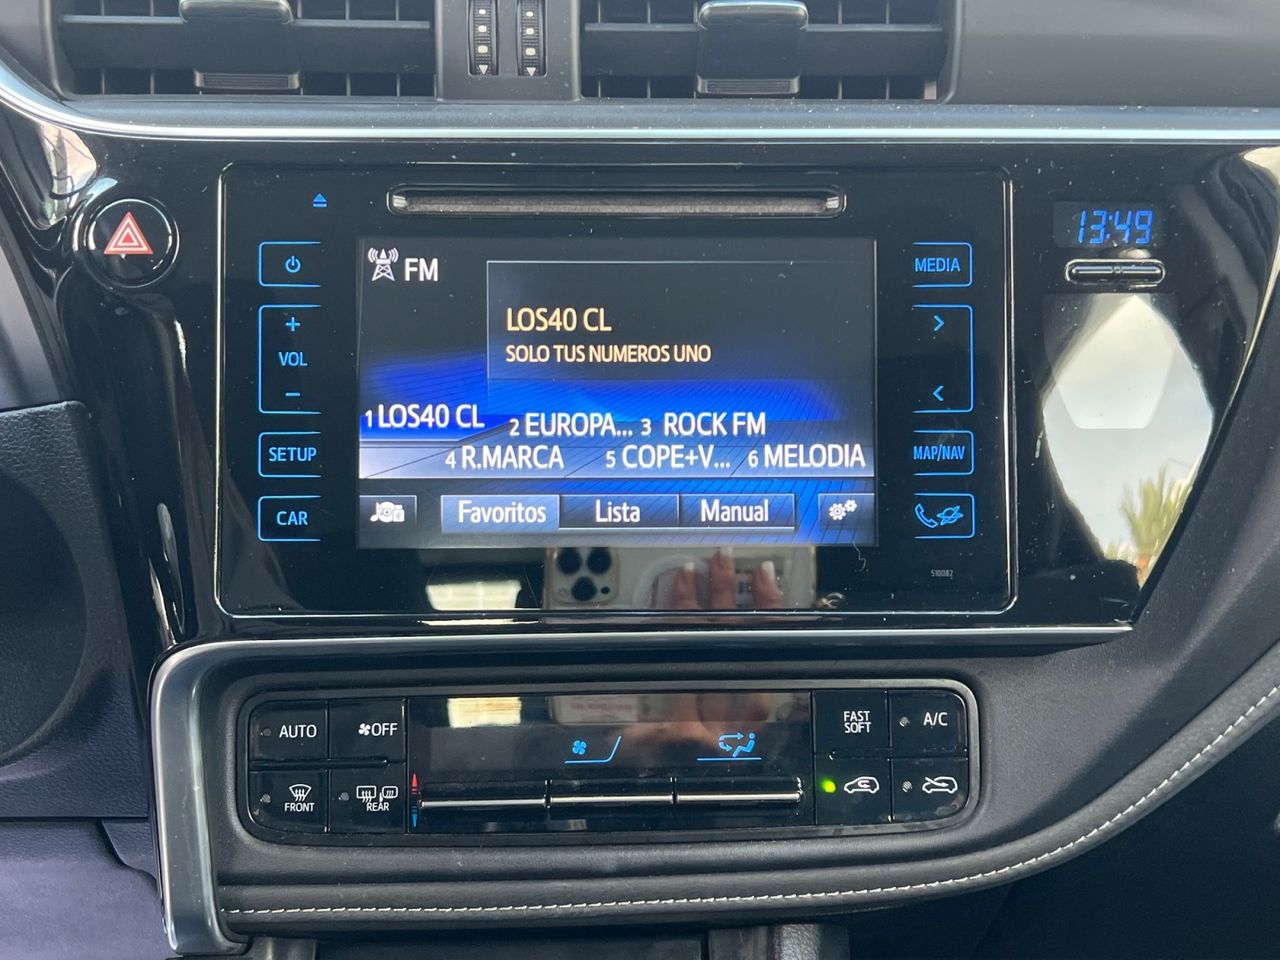 13:49
FM
MEDIA
LOS40 CL
SOLO TUS NUMEROS UNO
+
VOL
-
1 LOS40 CL 2 EUROPA... 3 ROCK FM
4 R.MARCA 5 COPE+V... 6 MELODIA
SETUP
MAP/NAV
CAR
Favoritos Lista Manual
510082
AUTO OFF
FAST
SOFT
A/C
FRONT REAR